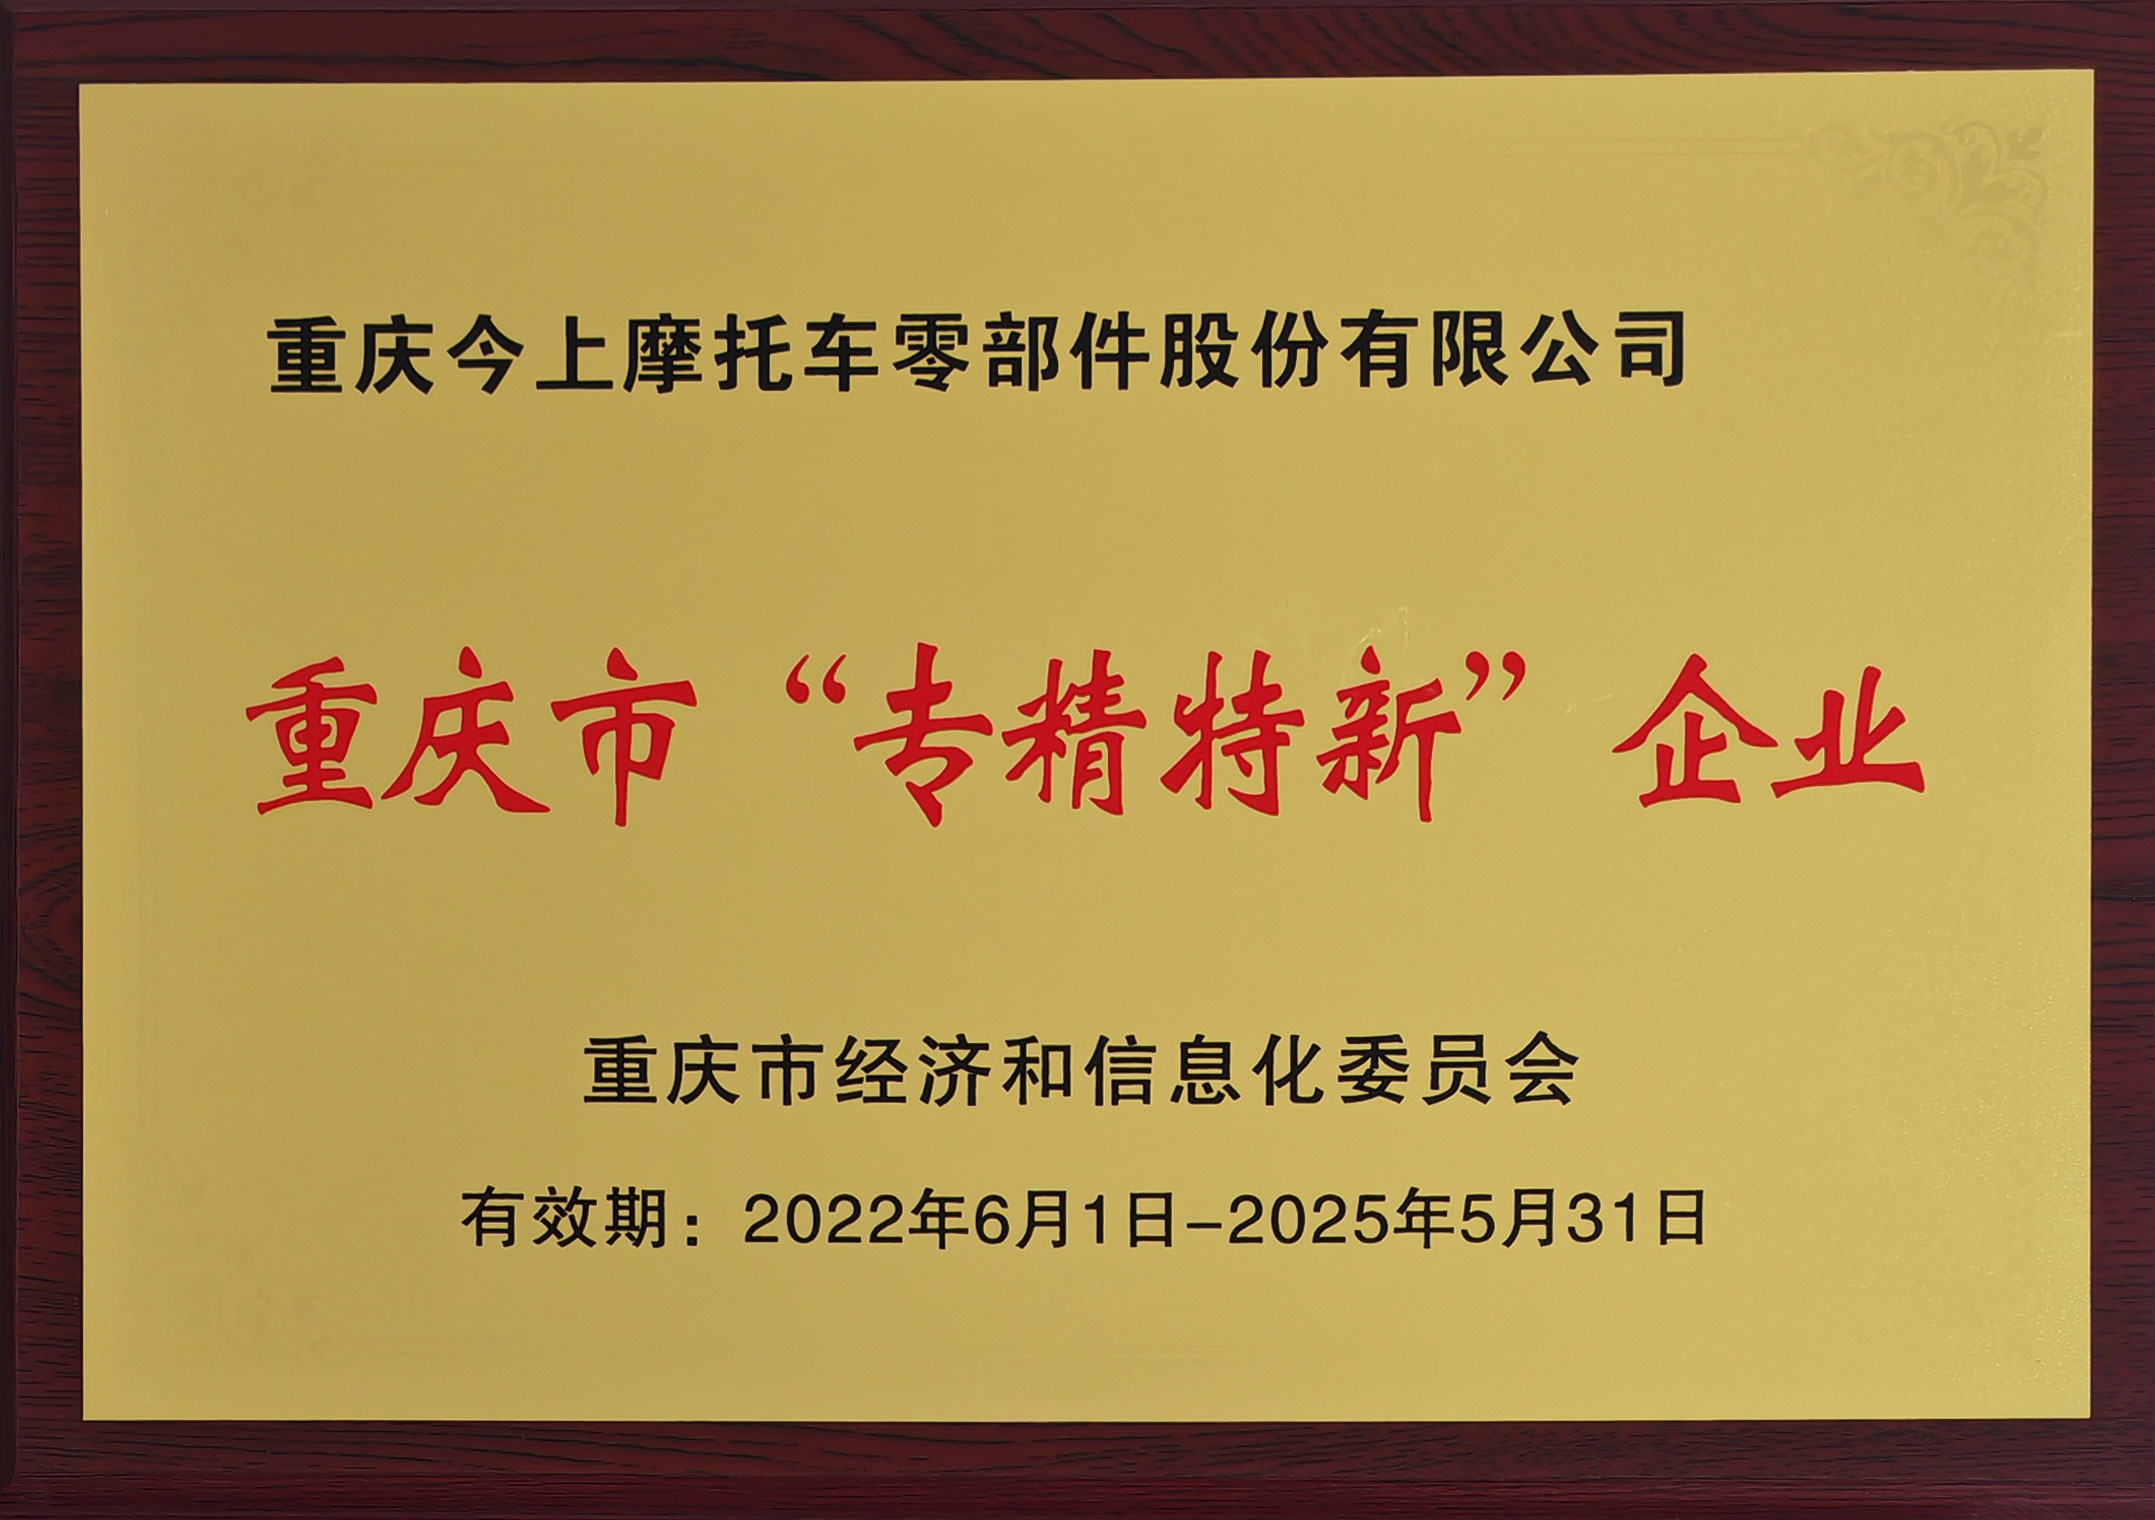 重庆今上摩托车零部件股份有限公司
重庆市“专精特新”企业
重庆市经济和信息化委员会
有效期：2022年6月1日-2025年5月31日